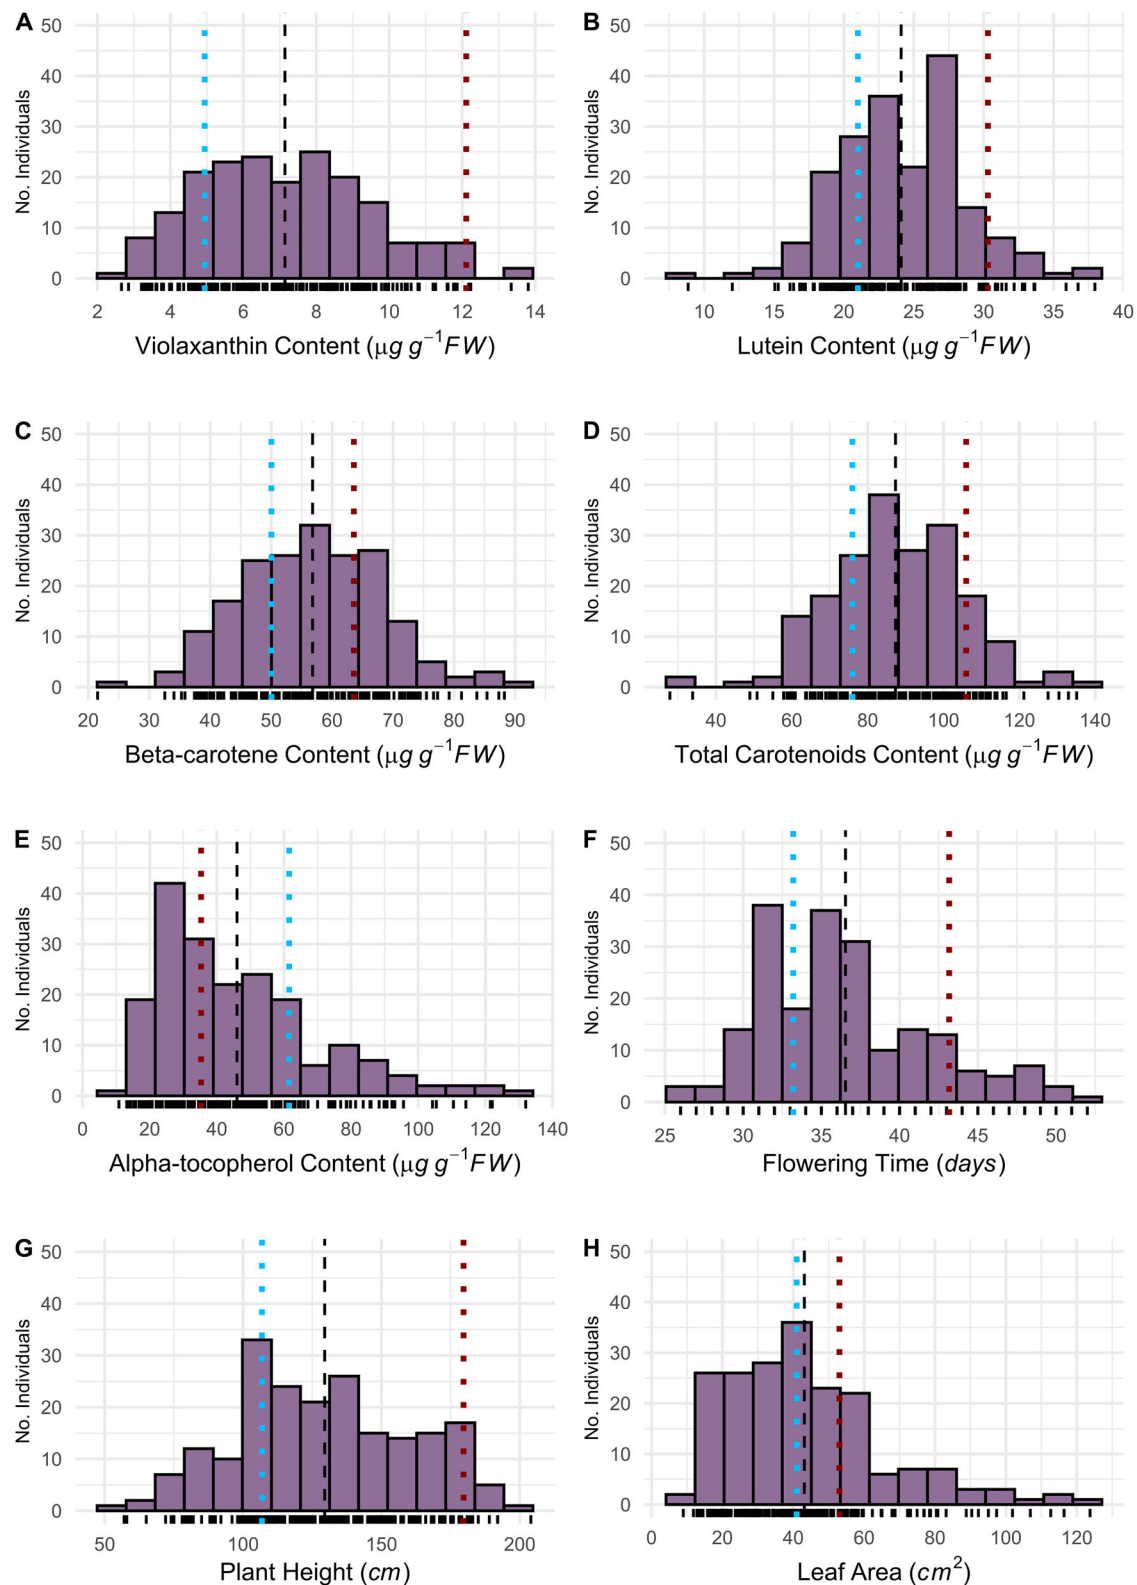 A
50
40
30
20
10
0
No. Individuals
2 4 6 8 10 12 14
Violaxanthin Content (μg g⁻¹FW)
B
50
40
30
20
10
0
No. Individuals
10 15 20 25 30 35 40
Lutein Content (μg g⁻¹FW)
C
50
40
30
20
10
0
No. Individuals
20 30 40 50 60 70 80 90
Beta-carotene Content (μg g⁻¹FW)
D
50
40
30
20
10
0
No. Individuals
40 60 80 100 120 140
Total Carotenoids Content (μg g⁻¹FW)
E
50
40
30
20
10
0
No. Individuals
0 20 40 60 80 100 120 140
Alpha-tocopherol Content (μg g⁻¹FW)
F
50
40
30
20
10
0
No. Individuals
25 30 35 40 45 50
Flowering Time (days)
G
50
40
30
20
10
0
No. Individuals
50 100 150 200
Plant Height (cm)
H
50
40
30
20
10
0
No. Individuals
0 20 40 60 80 100 120
Leaf Area (cm²)